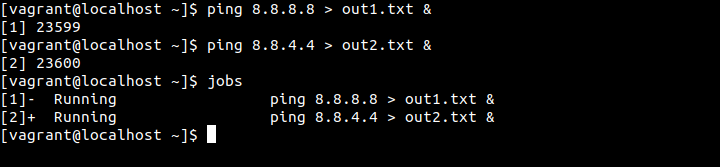 [vagrant@localhost ~]$ ping 8.8.8.8 > out1.txt &
[1] 23599
[vagrant@localhost ~]$ ping 8.8.4.4 > out2.txt &
[2] 23600
[vagrant@localhost ~]$ jobs
[1]-  Running                 ping 8.8.8.8 > out1.txt &
[2]+  Running                 ping 8.8.4.4 > out2.txt &
[vagrant@localhost ~]$